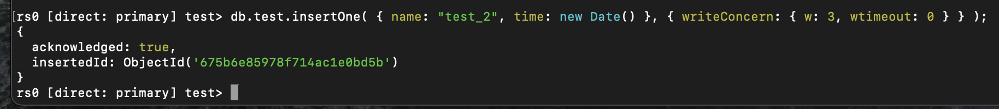 [rs0 [direct: primary] test> db.test.insertOne( { name: "test_2", time: new Date() }, { writeConcern: { w: 3, wtimeout: 0 } } );
{
  acknowledged: true,
  insertedId: ObjectId('675b6e85978f714ac1e0bd5b')
}
rs0 [direct: primary] test>